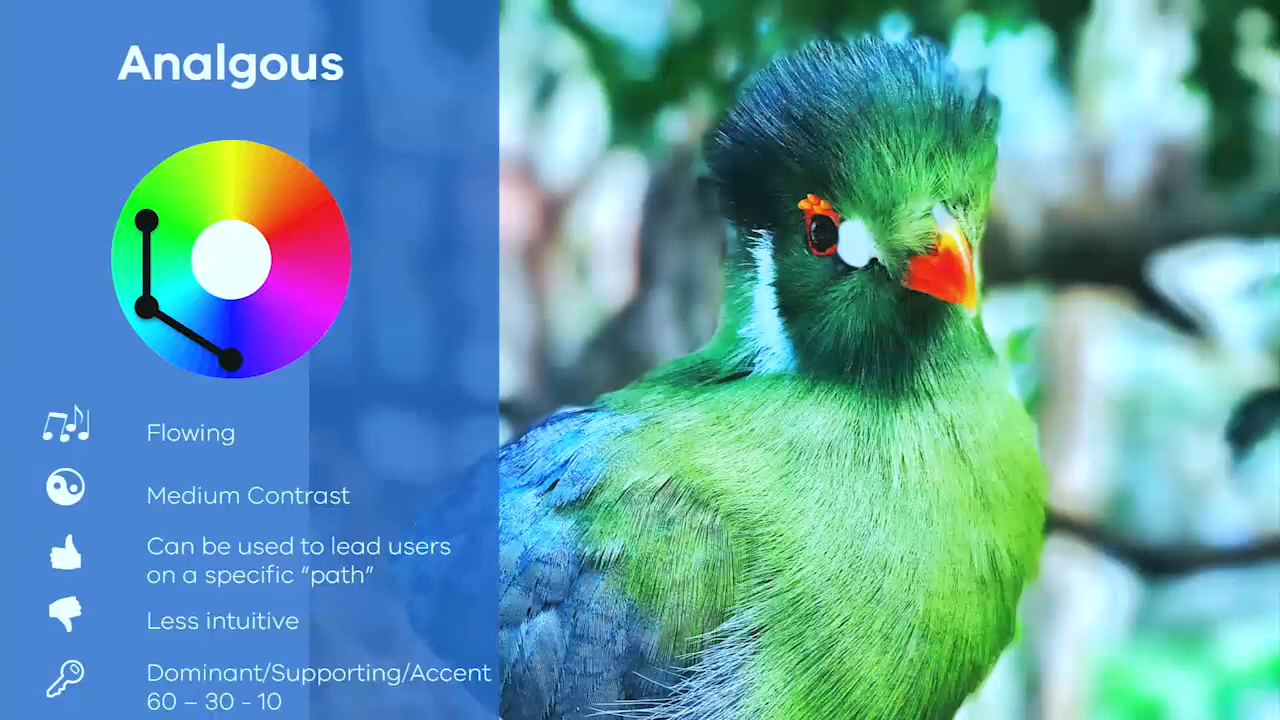 Analgous
Flowing
Medium Contrast
Can be used to lead users
on a specific “path”
Less intuitive
Dominant/Supporting/Accent
60 – 30 - 10